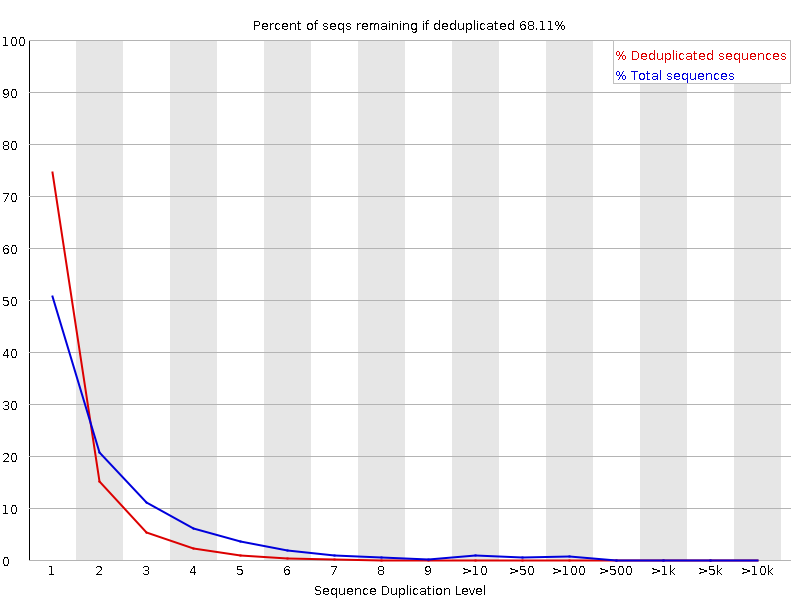 Percent of seqs remaining if deduplicated 68.11%
% Deduplicated sequences
% Total sequences
100
90
80
70
60
50
40
30
20
10
0
1 2 3 4 5 6 7 8 9 >10 >50 >100 >500 >1k >5k >10k
Sequence Duplication Level